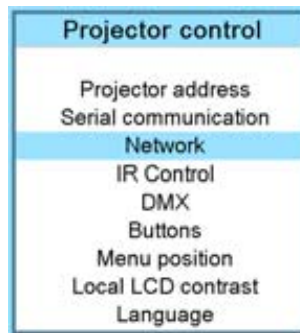 Projector control
Projector address
Serial communication
Network
IR Control
DMX
Buttons
Menu position
Local LCD contrast
Language